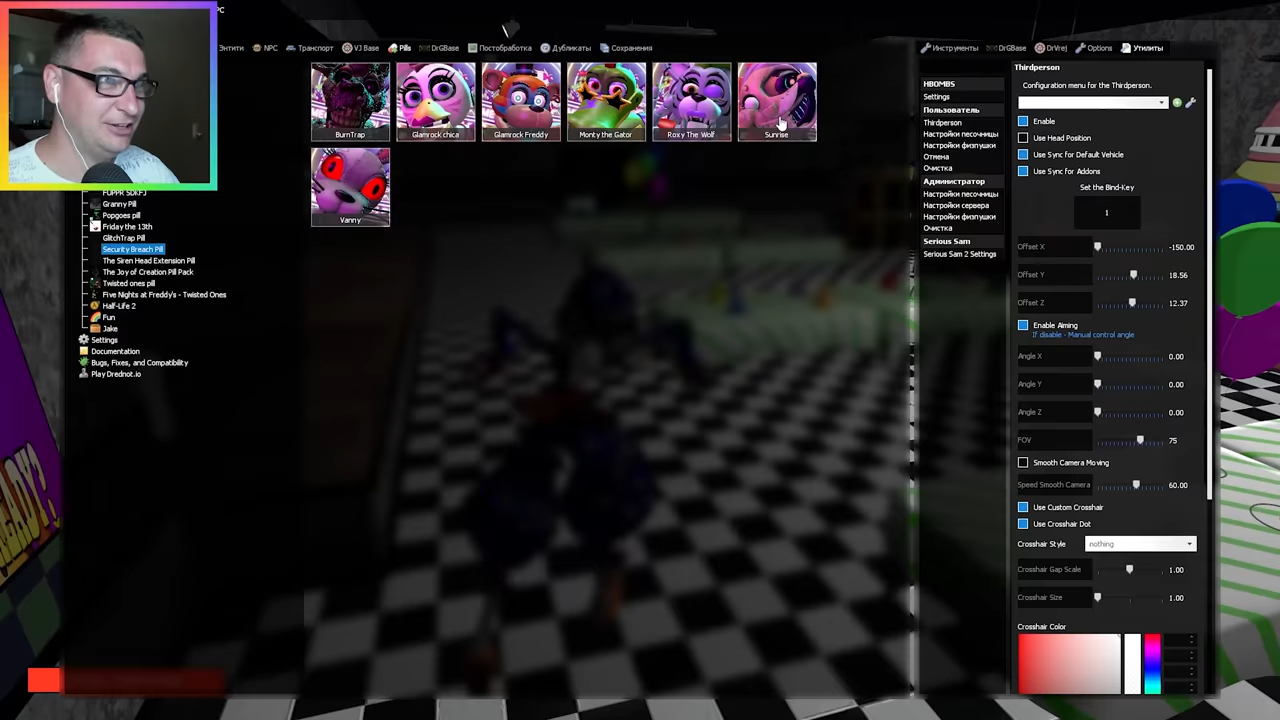 РС
Энтити
NPC
Транспорт
VJ Base
Pills
DrGBase
Постобработка
Дубликаты
Сохранения
BurnTrap
Glamrock chica
Glamrock Freddy
Monty the Gator
Roxy The Wolf
Sunrise
Vanny
Granny Pill
Popgoes pill
Friday the 13th
GlitchTrap Pill
Security Breach Pill
The Siren Head Extension Pill
The Joy of Creation Pill Pack
Twisted ones pill
Five Nights at Freddy's - Twisted Ones
Half-Life 2
Fun
Jake
Settings
Documentation
Bugs, Fixes, and Compatibility
Play Drednot.io
Инструменты
DrGBase
DrVrej
Options
Утилиты
HBOMBS
Settings
Пользователь
Thirdperson
Настройки песочницы
Настройки физпушки
Отмена
Очистка
Администратор
Настройки песочницы
Настройки сервера
Настройки физпушки
Очистка
Serious Sam
Serious Sam 2 Settings
Thirdperson
Configuration menu for the Thirdperson.
Enable
Use Head Position
Use Sync for Default Vehicle
Use Sync for Addons
Set the Bind-Key
1
Offset X -150.00
Offset Y 18.56
Offset Z 12.37
Enable Aiming
If disable - Manual control angle
Angle X 0.00
Angle Y 0.00
Angle Z 0.00
FOV 75
Smooth Camera Moving
Speed Smooth Camera 60.00
Use Custom Crosshair
Use Crosshair Dot
Crosshair Style nothing
Crosshair Gap Scale 1.00
Crosshair Size 1.00
Crosshair Color